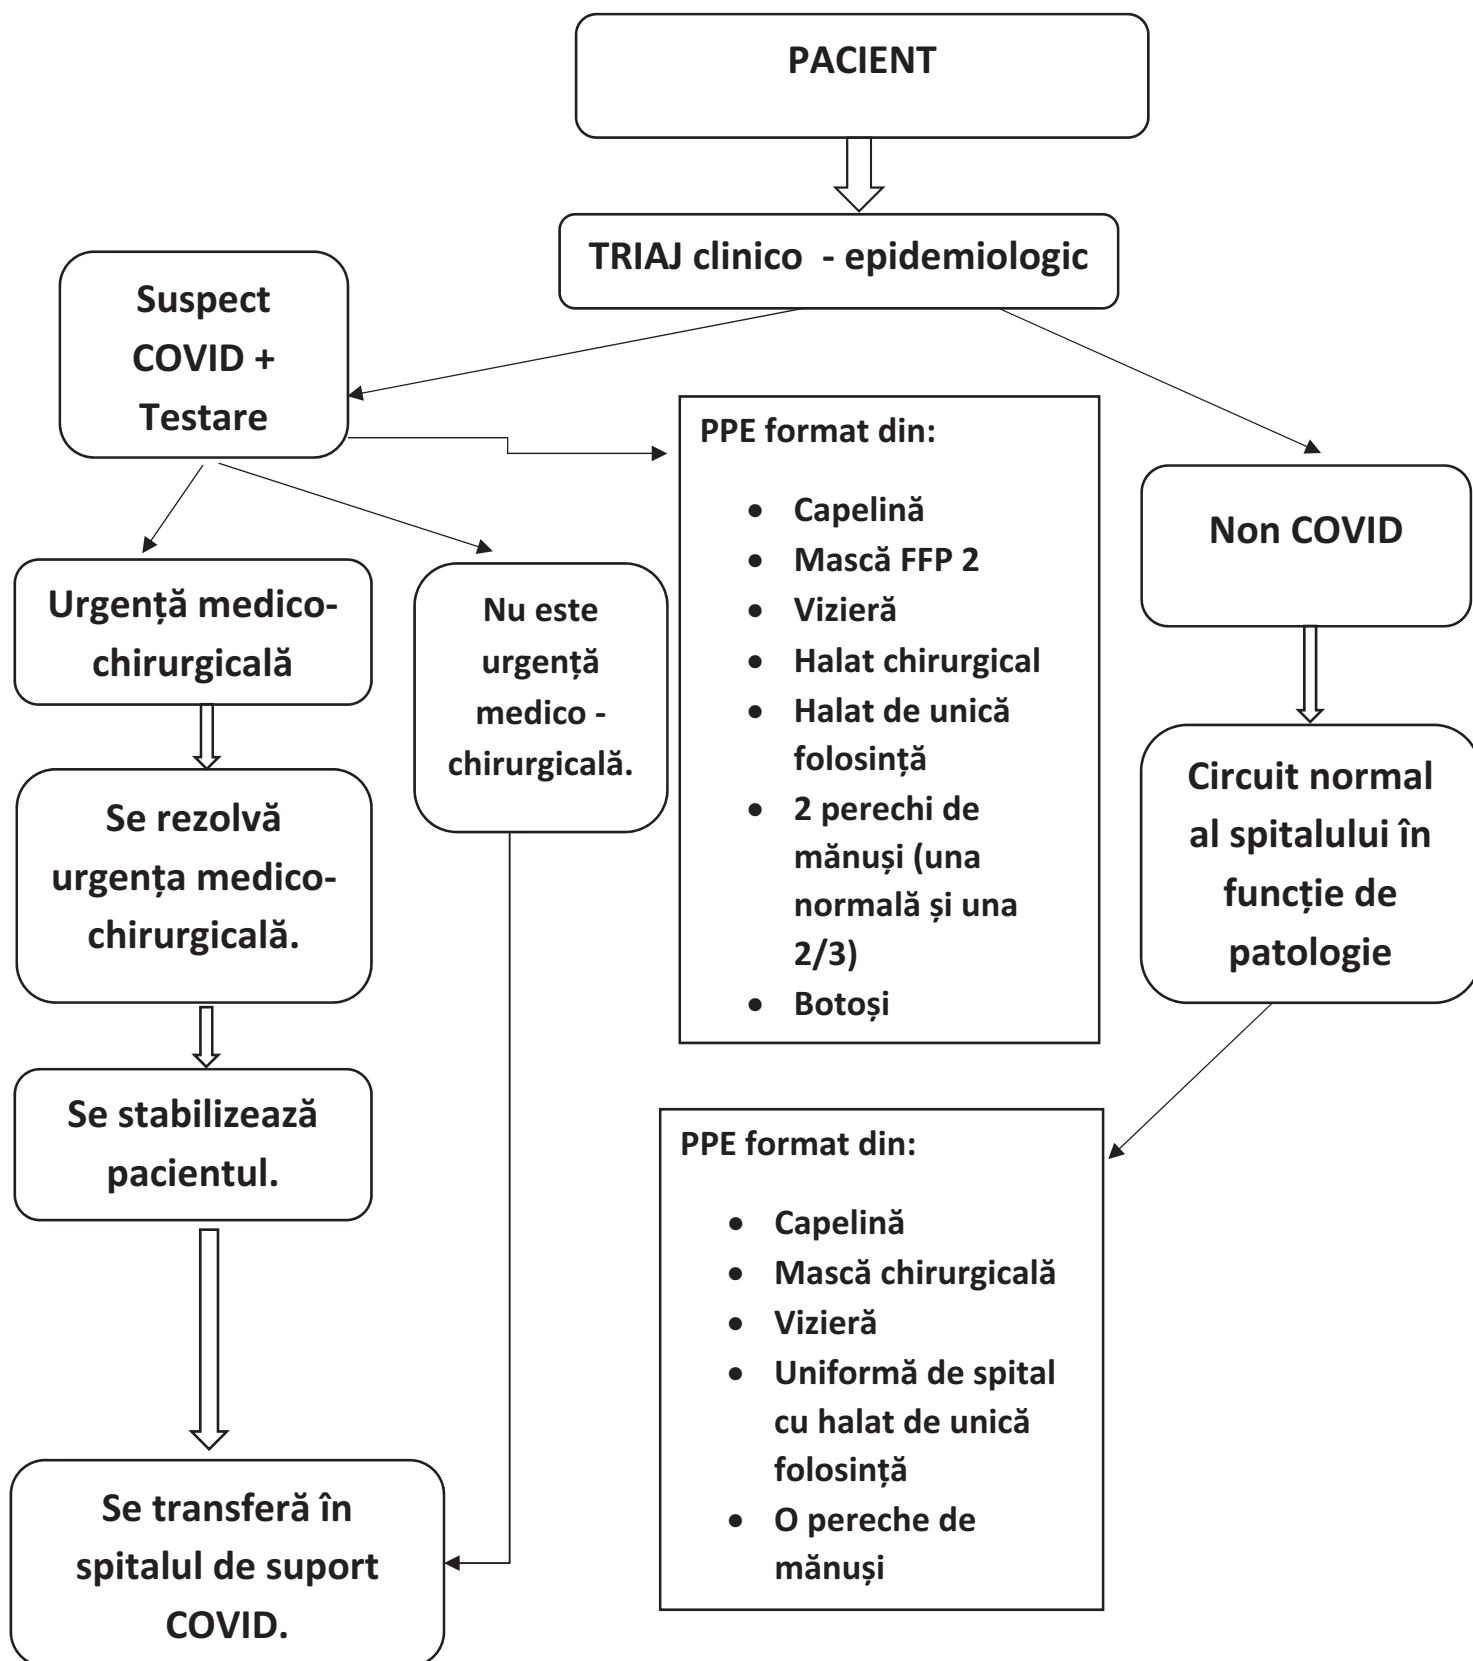 PACIENT
TRIAJ clinico - epidemiologic
Suspect
COVID +
Testare
Urgență medico-
chirurgicală
Se rezolvă
urgența medico-
chirurgicală.
Se stabilizează
pacientul.
Se transferă în
spitalul de suport
COVID.
Nu este
urgență
medico -
chirurgicală.
PPE format din:
• Capelină
• Mască FFP 2
• Vizieră
• Halat chirurgical
• Halat de unică
folosință
• 2 perechi de
mănuși (una
normală și una
2/3)
• Botoși
Non COVID
Circuit normal
al spitalului în
funcție de
patologie
PPE format din:
• Capelină
• Mască chirurgicală
• Vizieră
• Uniformă de spital
cu halat de unică
folosință
• O pereche de
mănuși